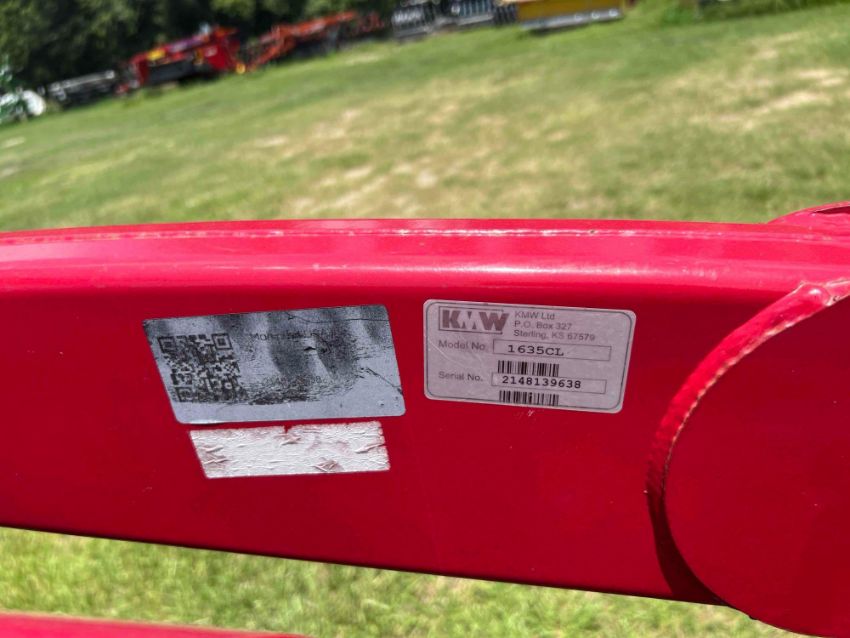 KMW
KMW Ltd
P.O. Box 327
Sterling, KS 67579
Model No.
1635CL
Serial No.
2148139638